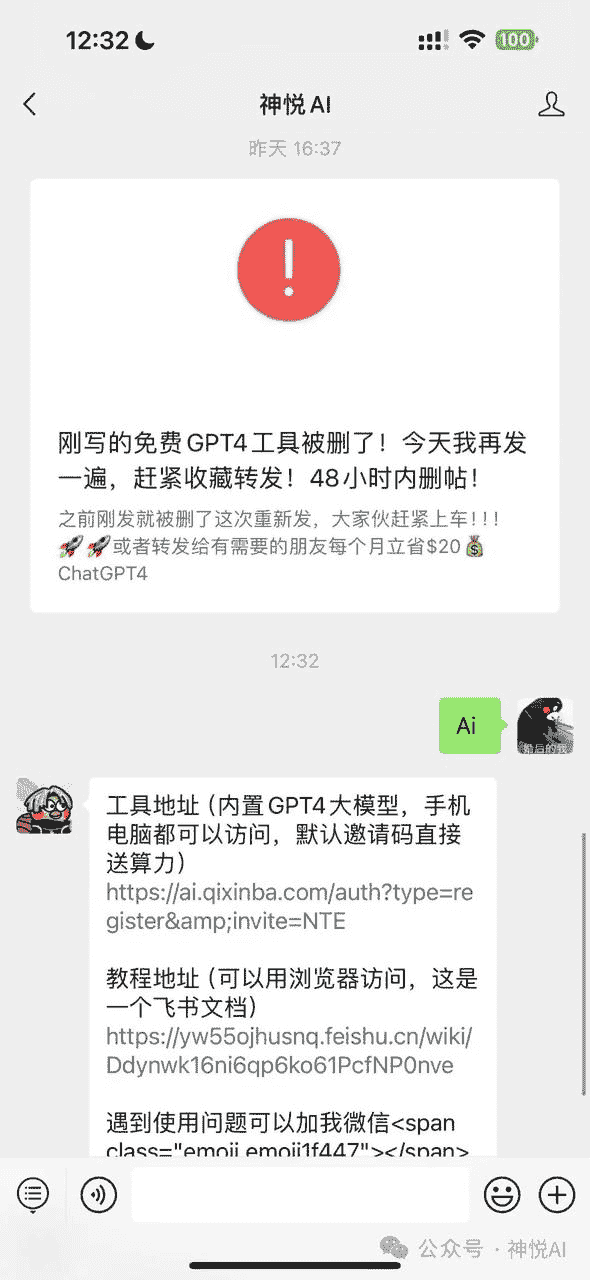 12:32
100
神悦AI
昨天 16:37
刚写的免费GPT4工具被删了！今天我再发
一遍，赶紧收藏转发！48小时内删帖！
之前刚发就被删了这次重新发，大家伙赶紧上车!!!
🚀🚀或者转发给有需要的朋友每个月立省$20💰
ChatGPT4
12:32
Ai
最后的我
工具地址（内置GPT4大模型，手机
电脑都可以访问，默认邀请码直接
送算力）
https://ai.qixinba.com/auth?type=re
gister&amp;invite=NTE
教程地址（可以用浏览器访问，这是
一个飞书文档）
https://yw55ojhusnq.feishu.cn/wiki/
Ddynwk16ni6qp6ko61PcfNP0nve
遇到使用问题可以加我微信<span
class="emoji emoji1f447"></span>
公众号·神悦AI